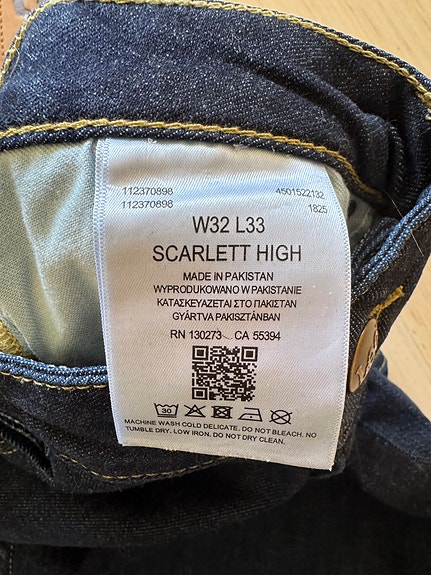 112370898 4501522132
112370898 1825
W32 L33
SCARLETT HIGH
MADE IN PAKISTAN
WYPRODUKOWANO W PAKISTANIE
ΚΑΤΑΣΚΕΥΑΖΕΤΑΙ ΣΤΟ ΠΑΚΙΣΤΑΝ
GYÁRTVA PAKISZTÁNBAN
RN 130273 CA 55394
30
MACHINE WASH COLD DELICATE. DO NOT BLEACH. NO
TUMBLE DRY. LOW IRON. DO NOT DRY CLEAN.